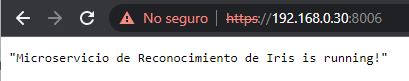 No seguro https://192.168.0.30:8006
"Microservicio de Reconocimiento de Iris is running!"